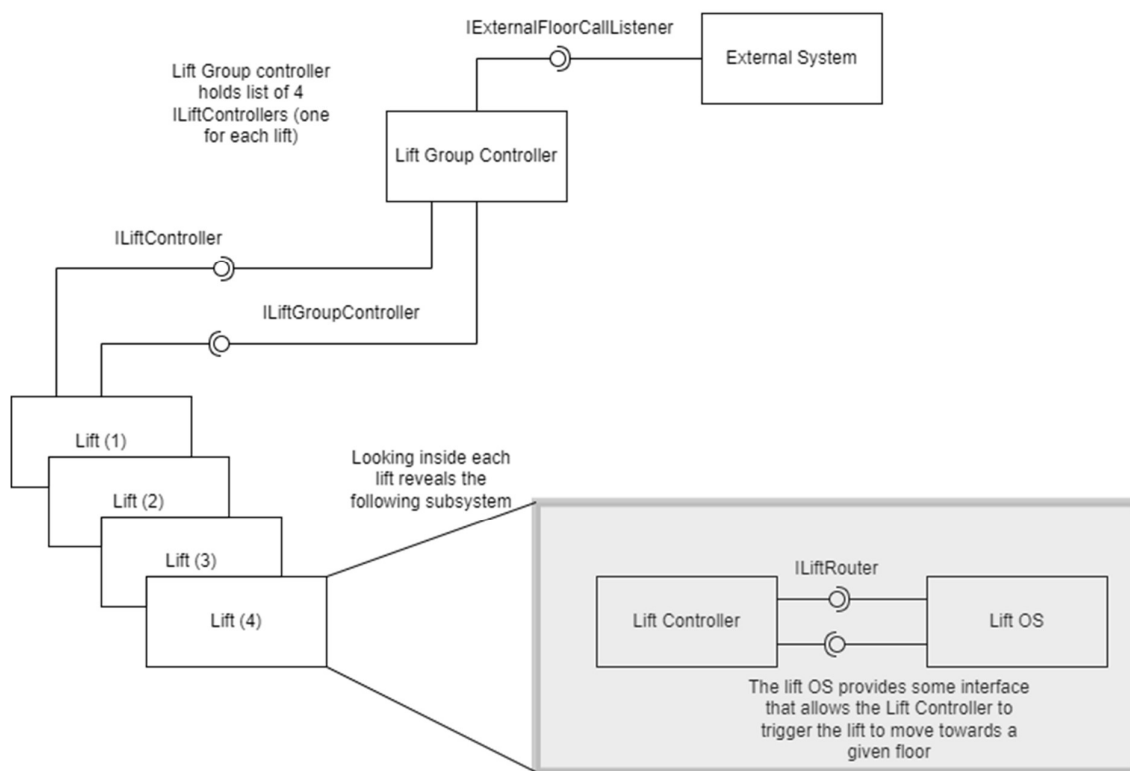 IExternalFloorCallListener
External System
Lift Group controller
holds list of 4
ILiftControllers (one
for each lift)
Lift Group Controller
ILiftController
ILiftGroupController
Lift (1)
Lift (2)
Lift (3)
Lift (4)
Looking inside each
lift reveals the
following subsystem
ILiftRouter
Lift Controller
Lift OS
The lift OS provides some interface
that allows the Lift Controller to
trigger the lift to move towards a
given floor